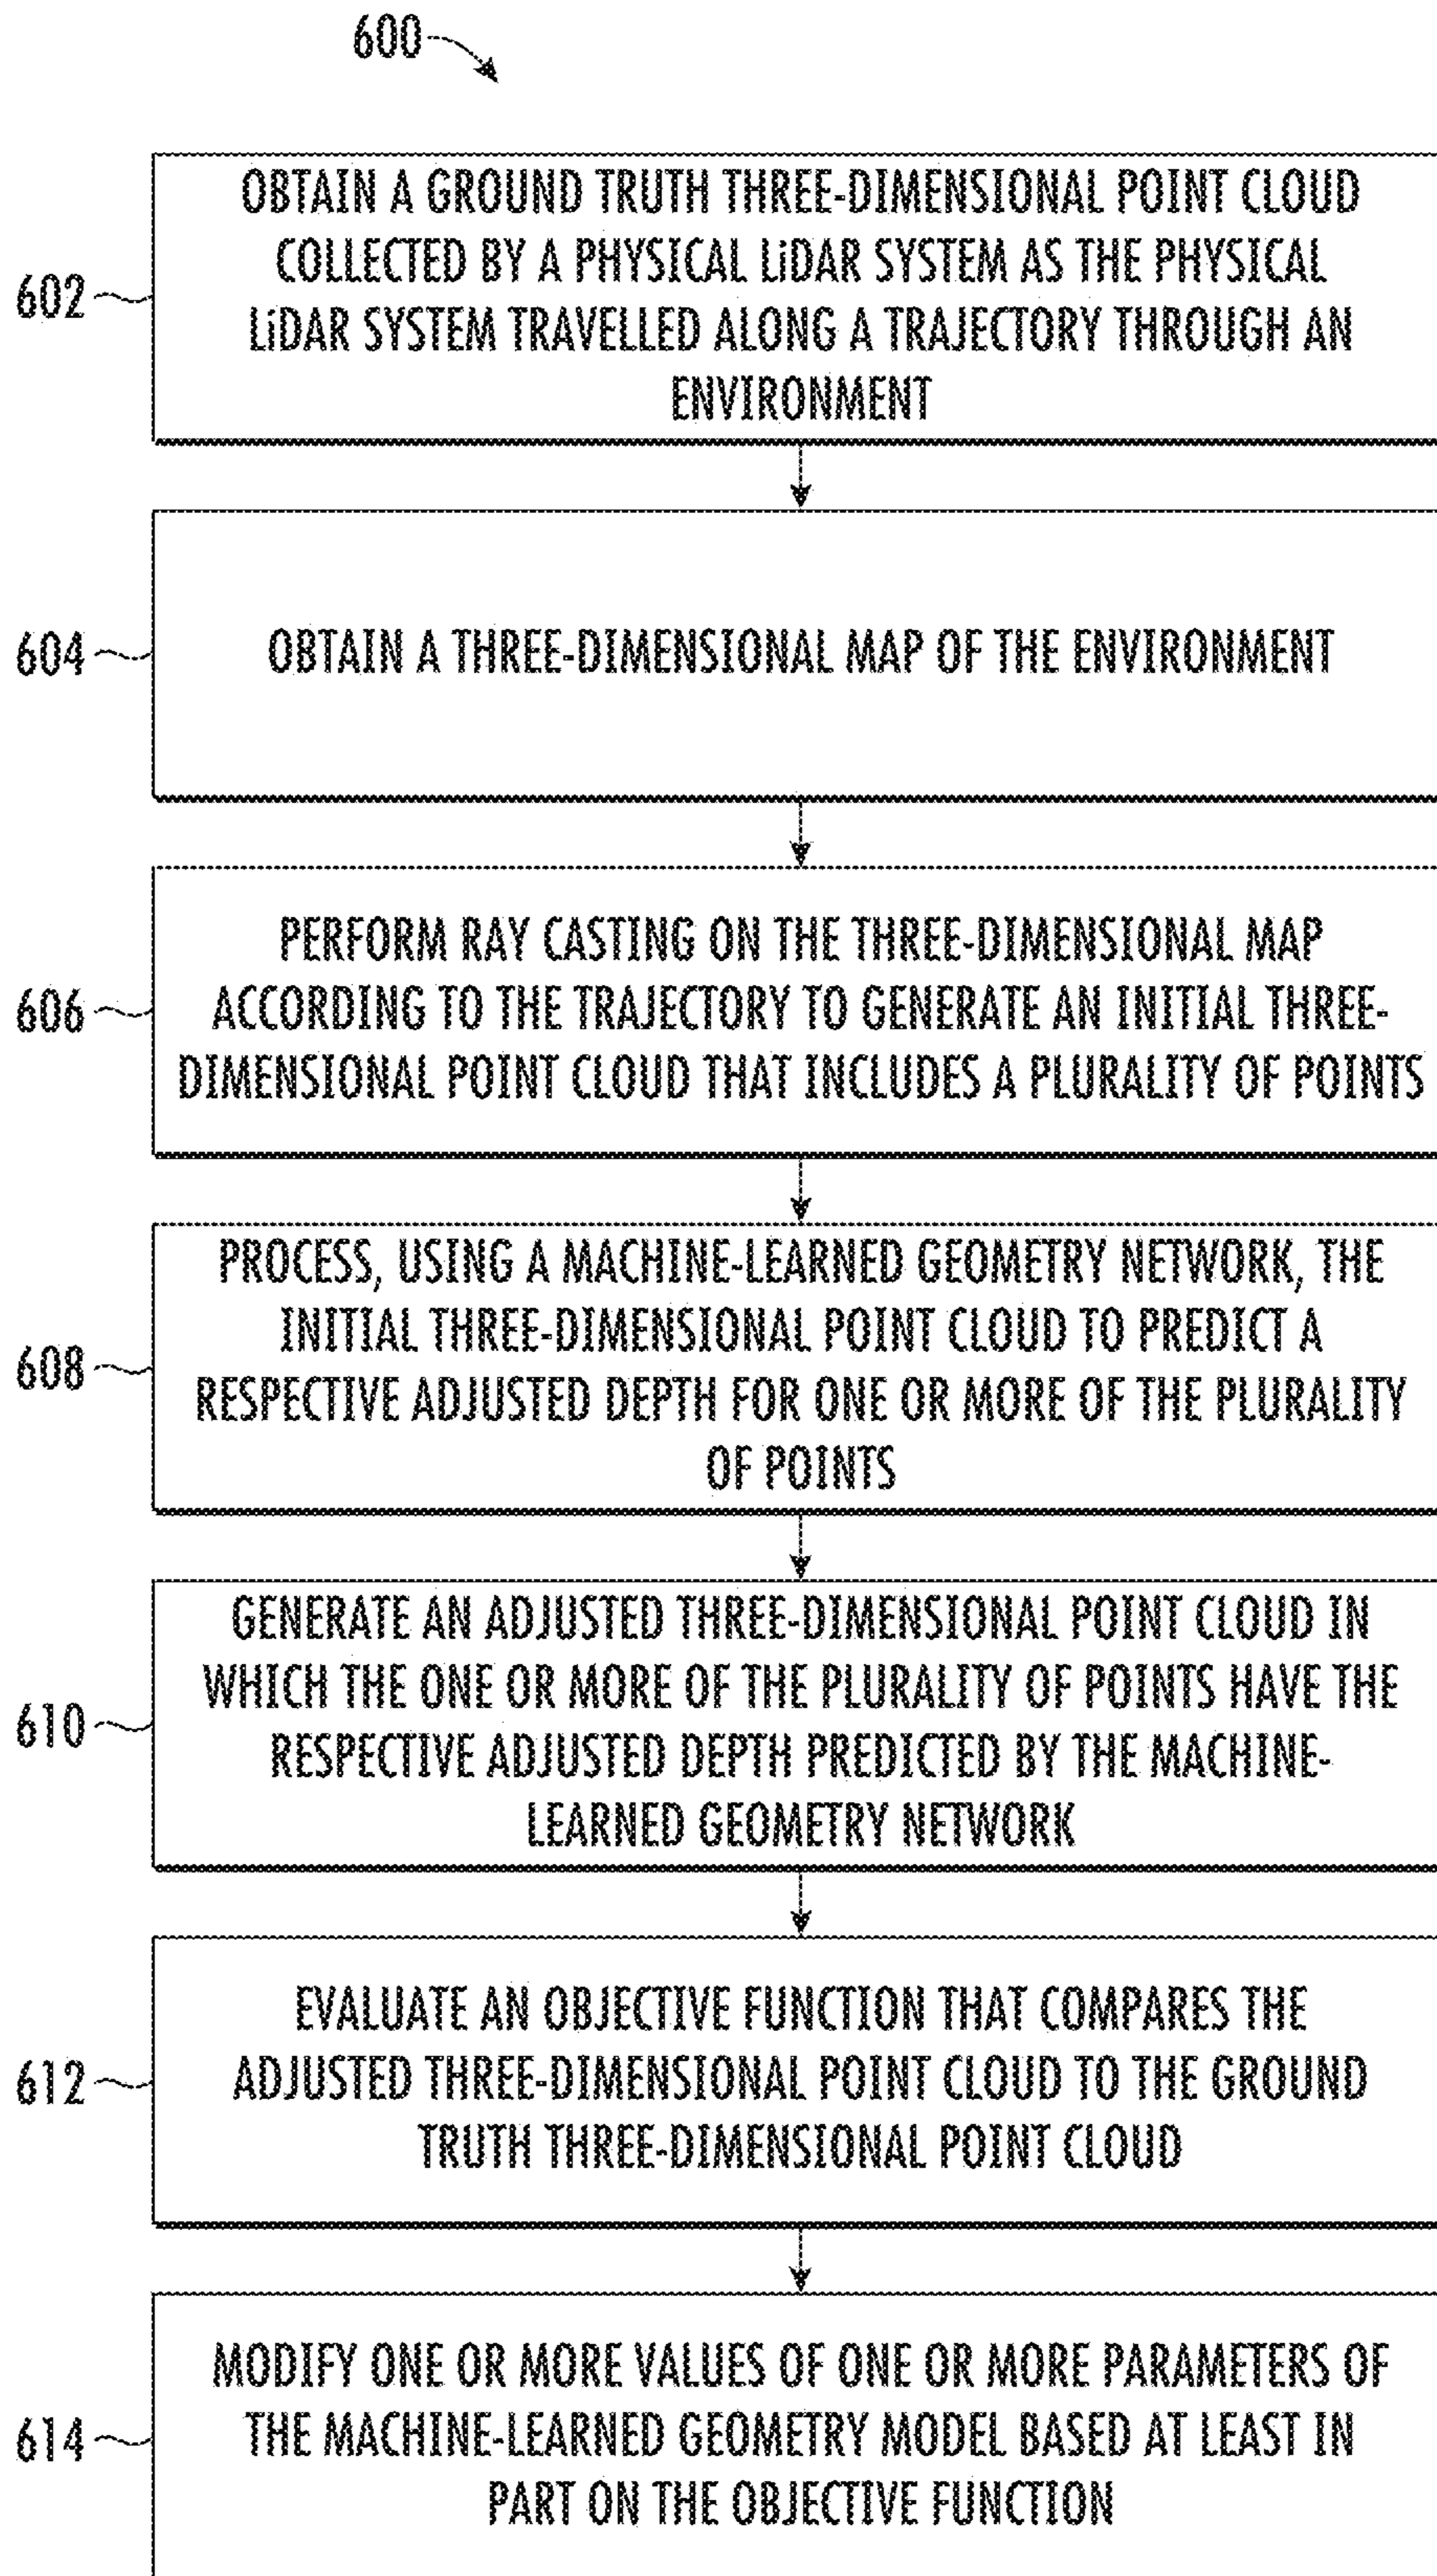 600
602
OBTAIN A GROUND TRUTH THREE-DIMENSIONAL POINT CLOUD
COLLECTED BY A PHYSICAL LiDAR SYSTEM AS THE PHYSICAL
LiDAR SYSTEM TRAVELLED ALONG A TRAJECTORY THROUGH AN
ENVIRONMENT
604
OBTAIN A THREE-DIMENSIONAL MAP OF THE ENVIRONMENT
606
PERFORM RAY CASTING ON THE THREE-DIMENSIONAL MAP
ACCORDING TO THE TRAJECTORY TO GENERATE AN INITIAL THREE-
DIMENSIONAL POINT CLOUD THAT INCLUDES A PLURALITY OF POINTS
608
PROCESS, USING A MACHINE-LEARNED GEOMETRY NETWORK, THE
INITIAL THREE-DIMENSIONAL POINT CLOUD TO PREDICT A
RESPECTIVE ADJUSTED DEPTH FOR ONE OR MORE OF THE PLURALITY
OF POINTS
610
GENERATE AN ADJUSTED THREE-DIMENSIONAL POINT CLOUD IN
WHICH THE ONE OR MORE OF THE PLURALITY OF POINTS HAVE THE
RESPECTIVE ADJUSTED DEPTH PREDICTED BY THE MACHINE-
LEARNED GEOMETRY NETWORK
612
EVALUATE AN OBJECTIVE FUNCTION THAT COMPARES THE
ADJUSTED THREE-DIMENSIONAL POINT CLOUD TO THE GROUND
TRUTH THREE-DIMENSIONAL POINT CLOUD
614
MODIFY ONE OR MORE VALUES OF ONE OR MORE PARAMETERS OF
THE MACHINE-LEARNED GEOMETRY MODEL BASED AT LEAST IN
PART ON THE OBJECTIVE FUNCTION